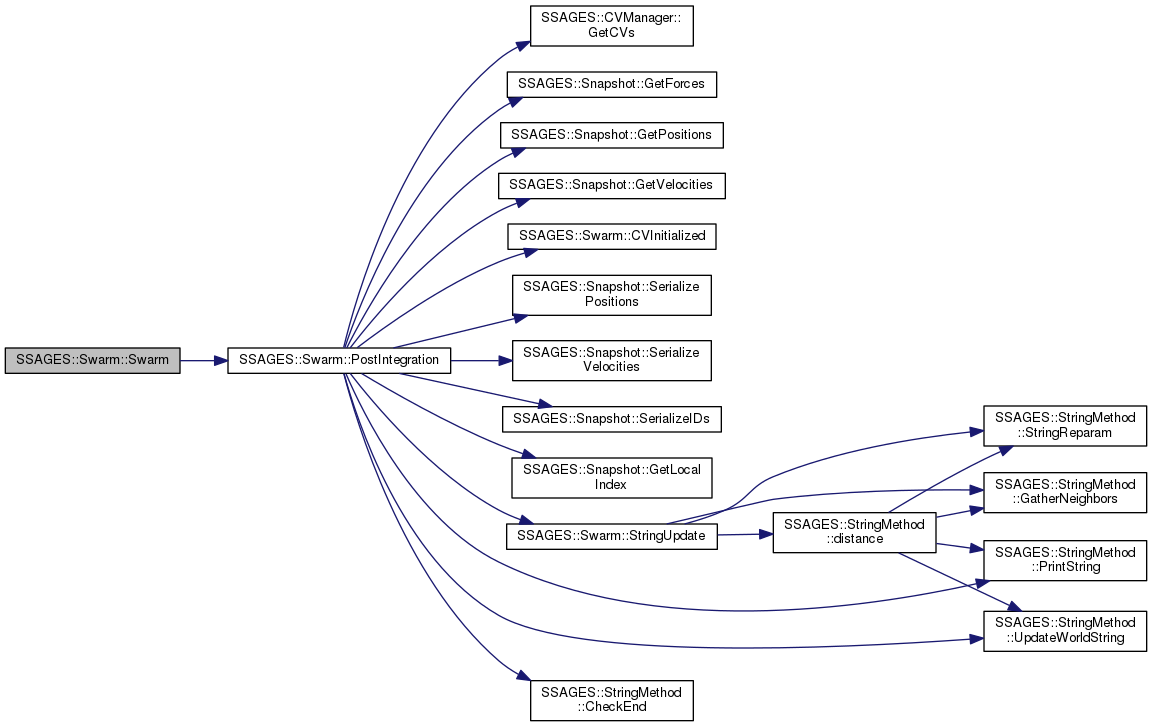 SSAGES::CVManager::
GetCVs
SSAGES::Snapshot::GetForces
SSAGES::Snapshot::GetPositions
SSAGES::Snapshot::GetVelocities
SSAGES::Swarm::CVInitialized
SSAGES::Snapshot::Serialize
Positions
SSAGES::Swarm::Swarm
SSAGES::Swarm::PostIntegration
SSAGES::Snapshot::Serialize
Velocities
SSAGES::Snapshot::SerializeIDs
SSAGES::Snapshot::GetLocal
Index
SSAGES::Swarm::StringUpdate
SSAGES::StringMethod
::distance
SSAGES::StringMethod
::StringReparam
SSAGES::StringMethod
::GatherNeighbors
SSAGES::StringMethod
::PrintString
SSAGES::StringMethod
::UpdateWorldString
SSAGES::StringMethod
::CheckEnd